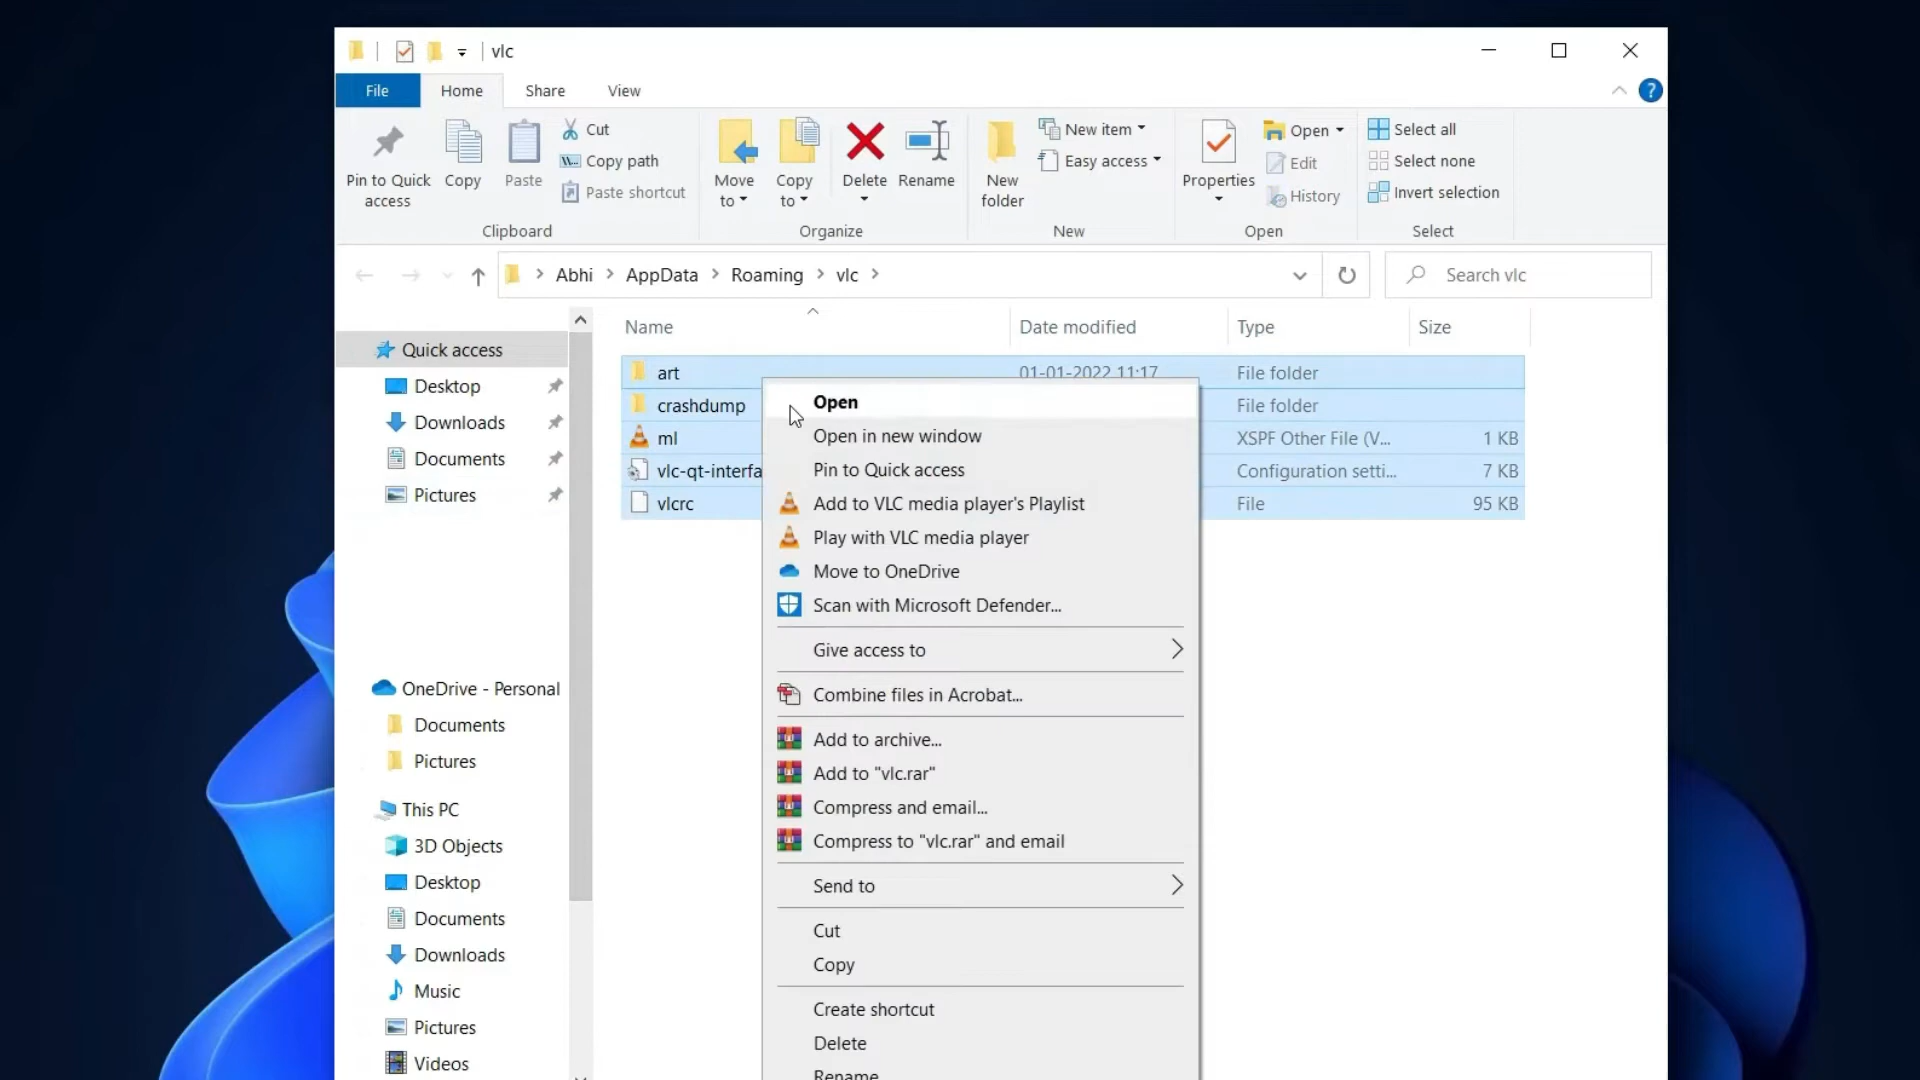 vlc
File Home Share View
?
Pin to Quick access
Copy
Paste
Cut
Copy path
Paste shortcut
Clipboard
Move to
Copy to
Delete
Rename
Organize
New folder
New item
Easy access
New
Properties
Open
Edit
History
Open
Select all
Select none
Invert selection
Select
Abhi AppData Roaming vlc
Search vlc
Name Date modified Type Size
art 01-01-2022 11:17 File folder
crashdump File folder
ml XSPF Other File (V... 1 KB
vlc-qt-interfa Configuration setti... 7 KB
vlcrc File 95 KB
Quick access
Desktop
Downloads
Documents
Pictures
OneDrive - Personal
Documents
Pictures
This PC
3D Objects
Desktop
Documents
Downloads
Music
Pictures
Videos
Open
Open in new window
Pin to Quick access
Add to VLC media player's Playlist
Play with VLC media player
Move to OneDrive
Scan with Microsoft Defender...
Give access to
Combine files in Acrobat...
Add to archive...
Add to "vlc.rar"
Compress and email...
Compress to "vlc.rar" and email
Send to
Cut
Copy
Create shortcut
Delete
Rename